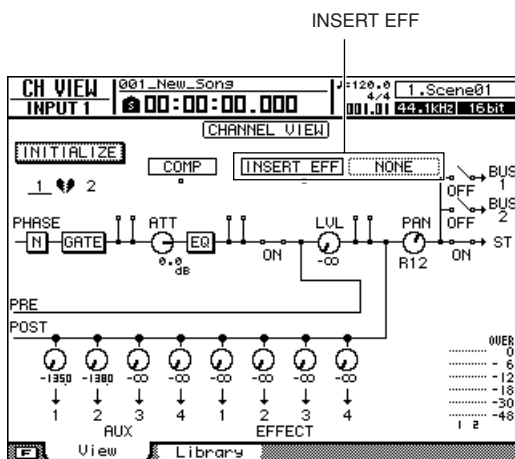 INSERT EFF
CH VIEW
INPUT 1
001_New_Song
S 00:00:00.000
♩=120.0
4/4
001.01
1.Scene01
44.1kHz 16bit
CHANNEL VIEW
INITIALIZE
COMP
INSERT EFF NONE
1 2
OFF BUS 1
OFF BUS 2
PHASE
N GATE
ATT
0.0 dB
EQ
ON
LVL
-∞
PAN
R12
ON ST
PRE
POST
-1350 -1380 -∞ -∞ -∞ -∞ -∞ -∞
1 2 3 4 1 2 3 4
AUX EFFECT
OVER
0
- 6
-12
-18
-30
-48
1 2
F View Library